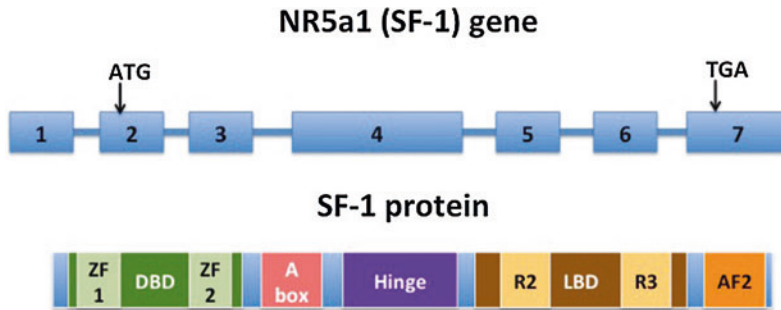 NR5a1 (SF-1) gene
ATG
TGA
1 2 3 4 5 6 7
SF-1 protein
ZF 1 DBD ZF 2 A box Hinge R2 LBD R3 AF2